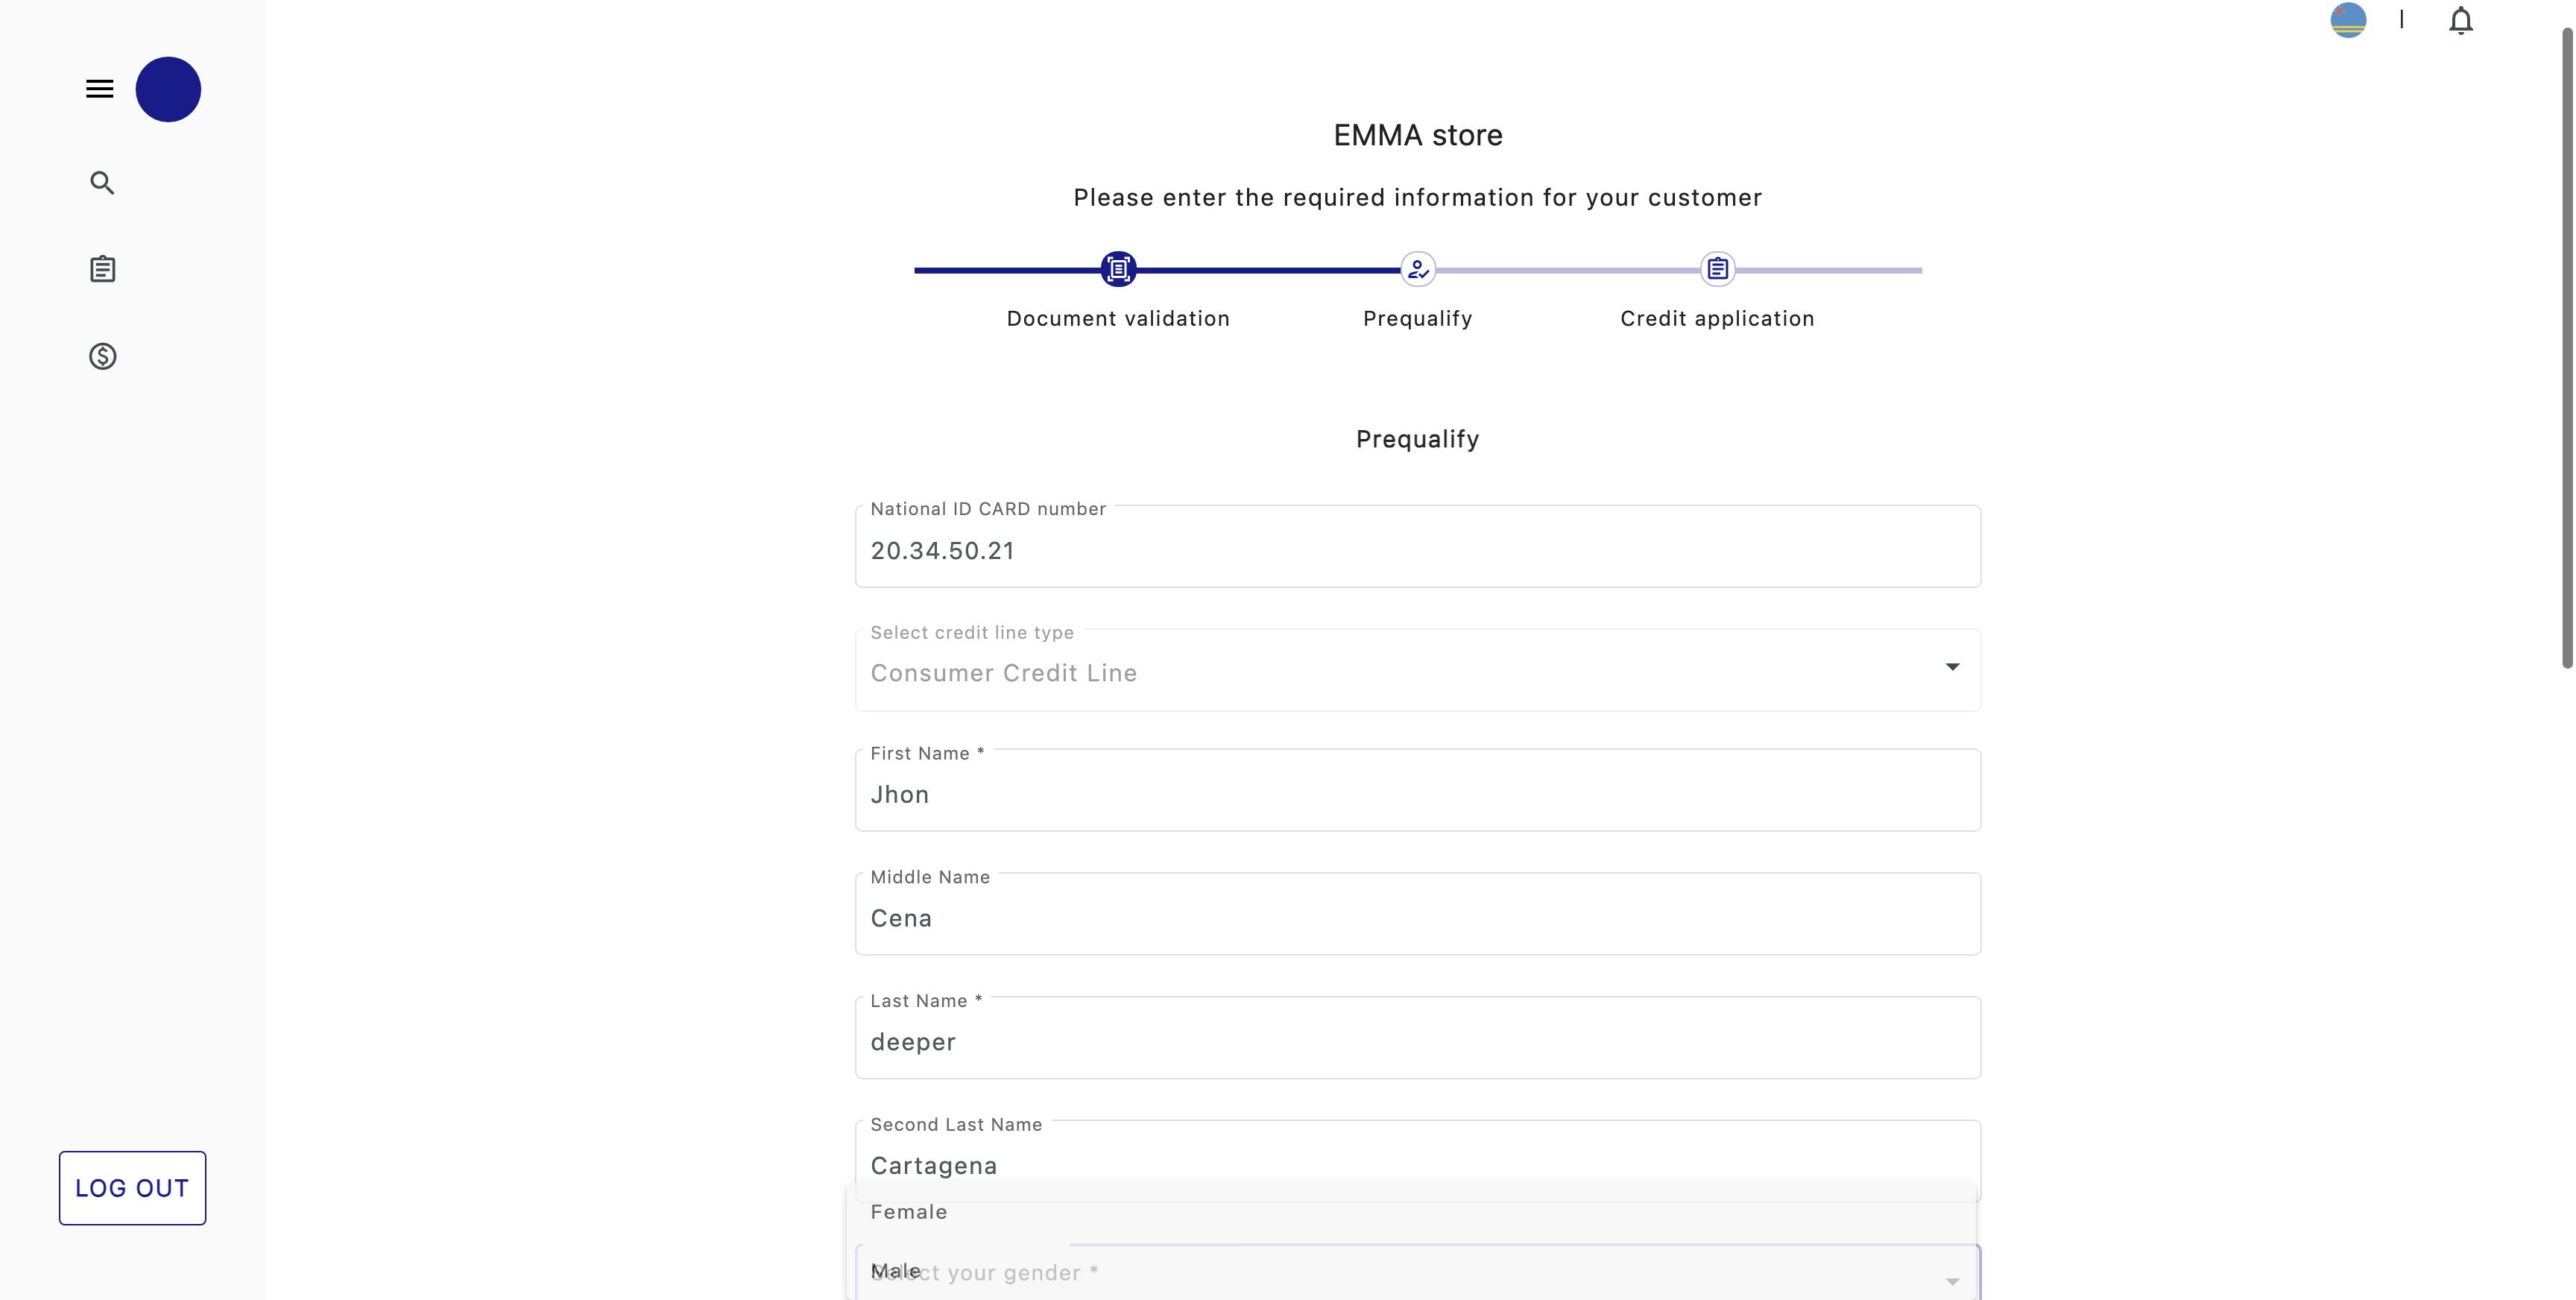 EMMA store
Please enter the required information for your customer
Document validation
Prequalify
Credit application
Prequalify
National ID CARD number
20.34.50.21
Select credit line type
Consumer Credit Line
First Name *
Jhon
Middle Name
Cena
Last Name *
deeper
Second Last Name
Cartagena
Female
Male
Select your gender *
LOG OUT